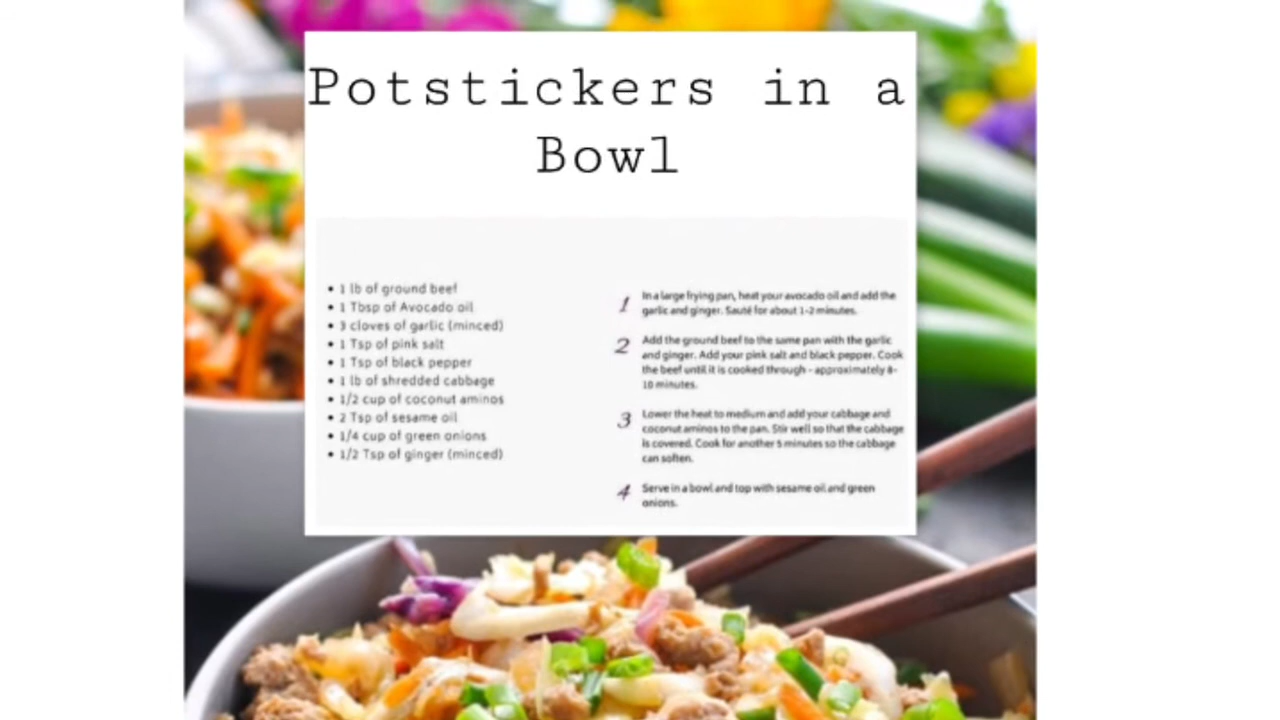 Potstickers in a
Bowl
• 1 lb of ground beef
• 1 Tbsp of Avocado oil
• 3 cloves of garlic (minced)
• 1 Tsp of pink salt
• 1 Tsp of black pepper
• 1 lb of shredded cabbage
• 1/2 cup of coconut aminos
• 2 Tsp of sesame oil
• 1/4 cup of green onions
• 1/2 Tsp of ginger (minced)
1 In a large frying pan, heat your avocado oil and add the
garlic and ginger. Sauté for about 1-2 minutes.
2 Add the ground beef to the same pan with the garlic
and ginger. Add your pink salt and black pepper. Cook
the beef until it is cooked through - approximately 8-
10 minutes.
3 Lower the heat to medium and add your cabbage and
coconut aminos to the pan. Stir well so that the cabbage
is covered. Cook for another 5 minutes so the cabbage
can soften.
4 Serve in a bowl and top with sesame oil and green
onions.